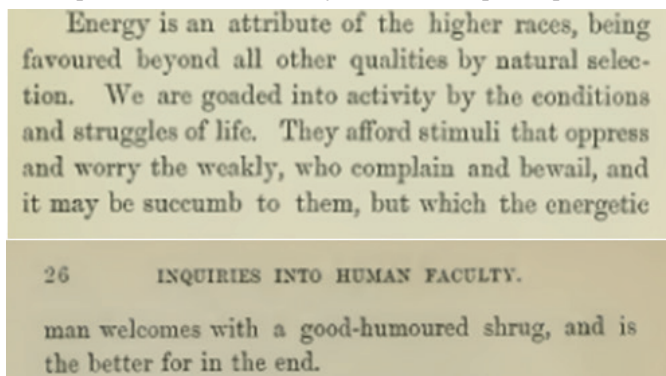 Energy is an attribute of the higher races, being
favoured beyond all other qualities by natural selec-
tion. We are goaded into activity by the conditions
and struggles of life. They afford stimuli that oppress
and worry the weakly, who complain and bewail, and
it may be succumb to them, but which the energetic
26 INQUIRIES INTO HUMAN FACULTY.
man welcomes with a good-humoured shrug, and is
the better for in the end.